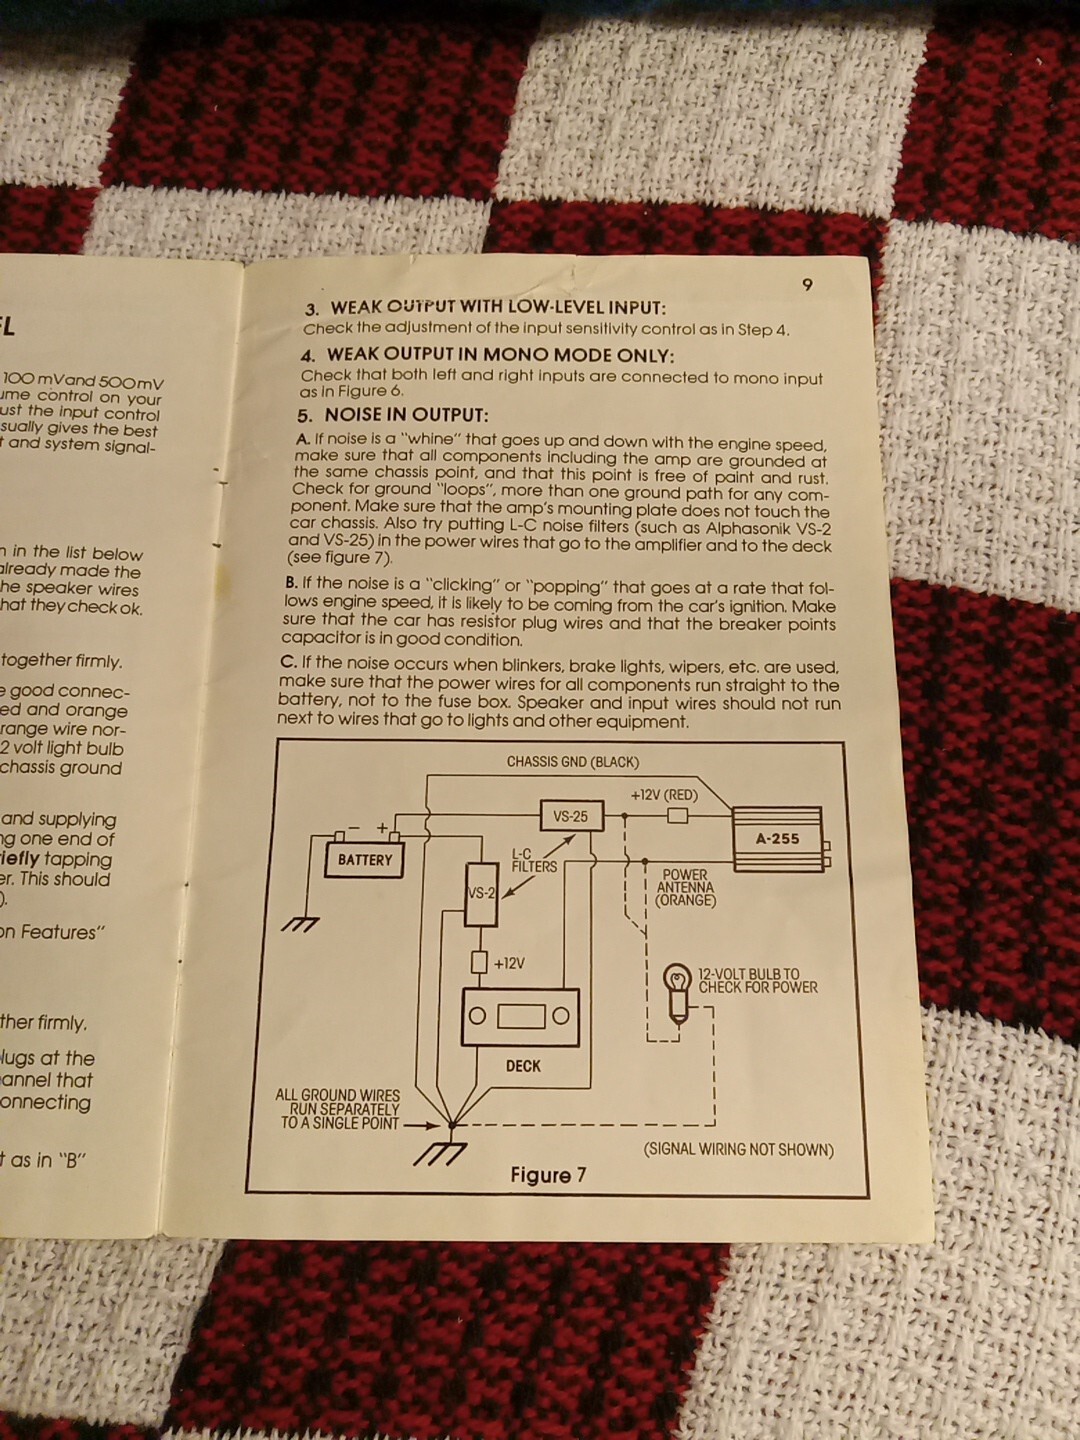 FL
100 mV and 500 mV
ume control on your
ust the input control
sually gives the best
t and system signal-
n in the list below
already made the
he speaker wires
hat they check ok.
together firmly.
e good connec-
ed and orange
range wire nor-
2 volt light bulb
chassis ground
and supplying
ng one end of
iefly tapping
er. This should
).
on Features"
ther firmly.
lugs at the
annel that
onnecting
t as in "B"
9
3. WEAK OUTPUT WITH LOW-LEVEL INPUT:
Check the adjustment of the input sensitivity control as in Step 4.
4. WEAK OUTPUT IN MONO MODE ONLY:
Check that both left and right inputs are connected to mono input
as in Figure 6.
5. NOISE IN OUTPUT:
A. If noise is a "whine" that goes up and down with the engine speed,
make sure that all components including the amp are grounded at
the same chassis point, and that this point is free of paint and rust.
Check for ground "loops", more than one ground path for any com-
ponent. Make sure that the amp's mounting plate does not touch the
car chassis. Also try putting L-C noise filters (such as Alphasonik VS-2
and VS-25) in the power wires that go to the amplifier and to the deck
(see figure 7).
B. If the noise is a "clicking" or "popping" that goes at a rate that fol-
lows engine speed, it is likely to be coming from the car's ignition. Make
sure that the car has resistor plug wires and that the breaker points
capacitor is in good condition.
C. If the noise occurs when blinkers, brake lights, wipers, etc. are used,
make sure that the power wires for all components run straight to the
battery, not to the fuse box. Speaker and input wires should not run
next to wires that go to lights and other equipment.
CHASSIS GND (BLACK)
+12V (RED)
VS-25
A-255
− +
BATTERY
L-C
FILTERS
VS-2
POWER
ANTENNA
(ORANGE)
+12V
12-VOLT BULB TO
CHECK FOR POWER
DECK
ALL GROUND WIRES
RUN SEPARATELY
TO A SINGLE POINT
(SIGNAL WIRING NOT SHOWN)
Figure 7